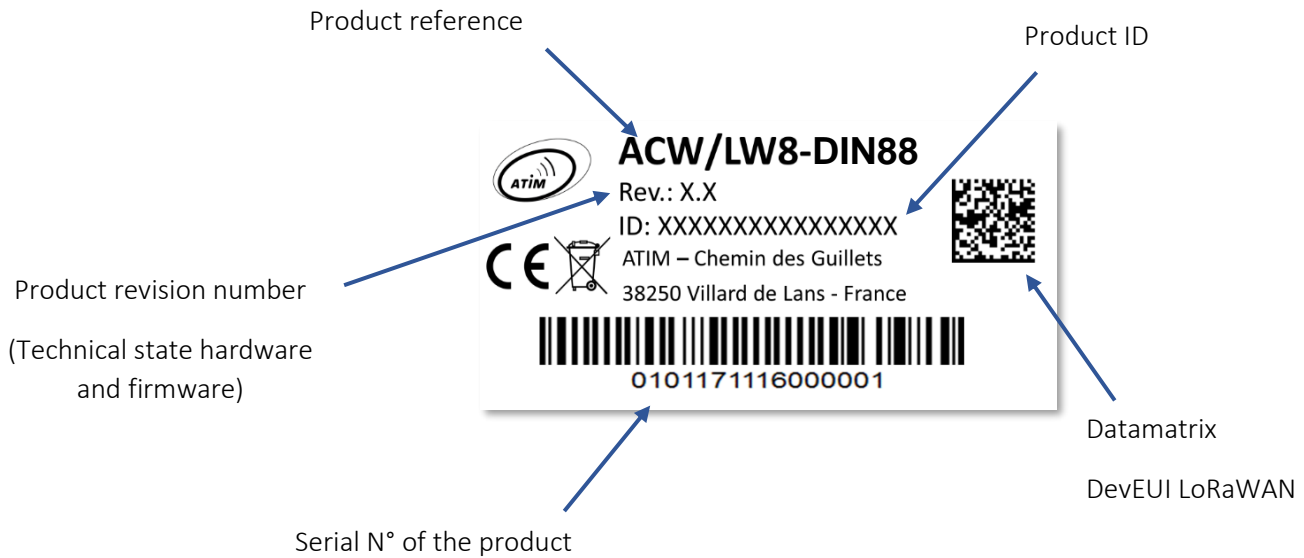 Product reference
Product ID
ATiM
ACW/LW8-DIN88
Rev.: X.X
ID: XXXXXXXXXXXXXXXX
ATIM – Chemin des Guillets
38250 Villard de Lans - France
CE
0101171116000001
Product revision number
(Technical state hardware
and firmware)
Datamatrix
DevEUI LoRaWAN
Serial N° of the product